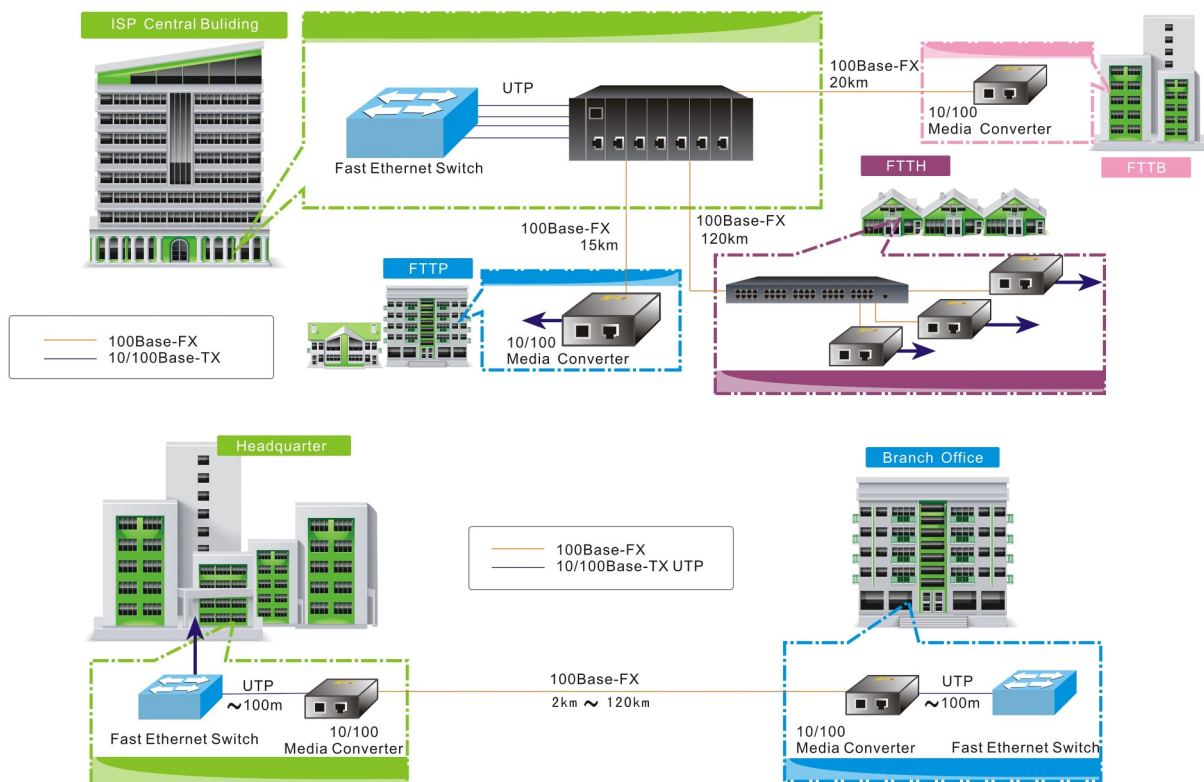 ISP Central Buliding
UTP
Fast Ethernet Switch
100Base-FX
20km
10/100
Media Converter
FTTB
FTTH
100Base-FX
15km
100Base-FX
120km
FTTP
10/100
Media Converter
100Base-FX
10/100Base-TX
Headquarter
Branch Office
100Base-FX
10/100Base-TX UTP
UTP
~100m
Fast Ethernet Switch
10/100
Media Converter
100Base-FX
2km ~ 120km
UTP
~100m
10/100
Media Converter
Fast Ethernet Switch